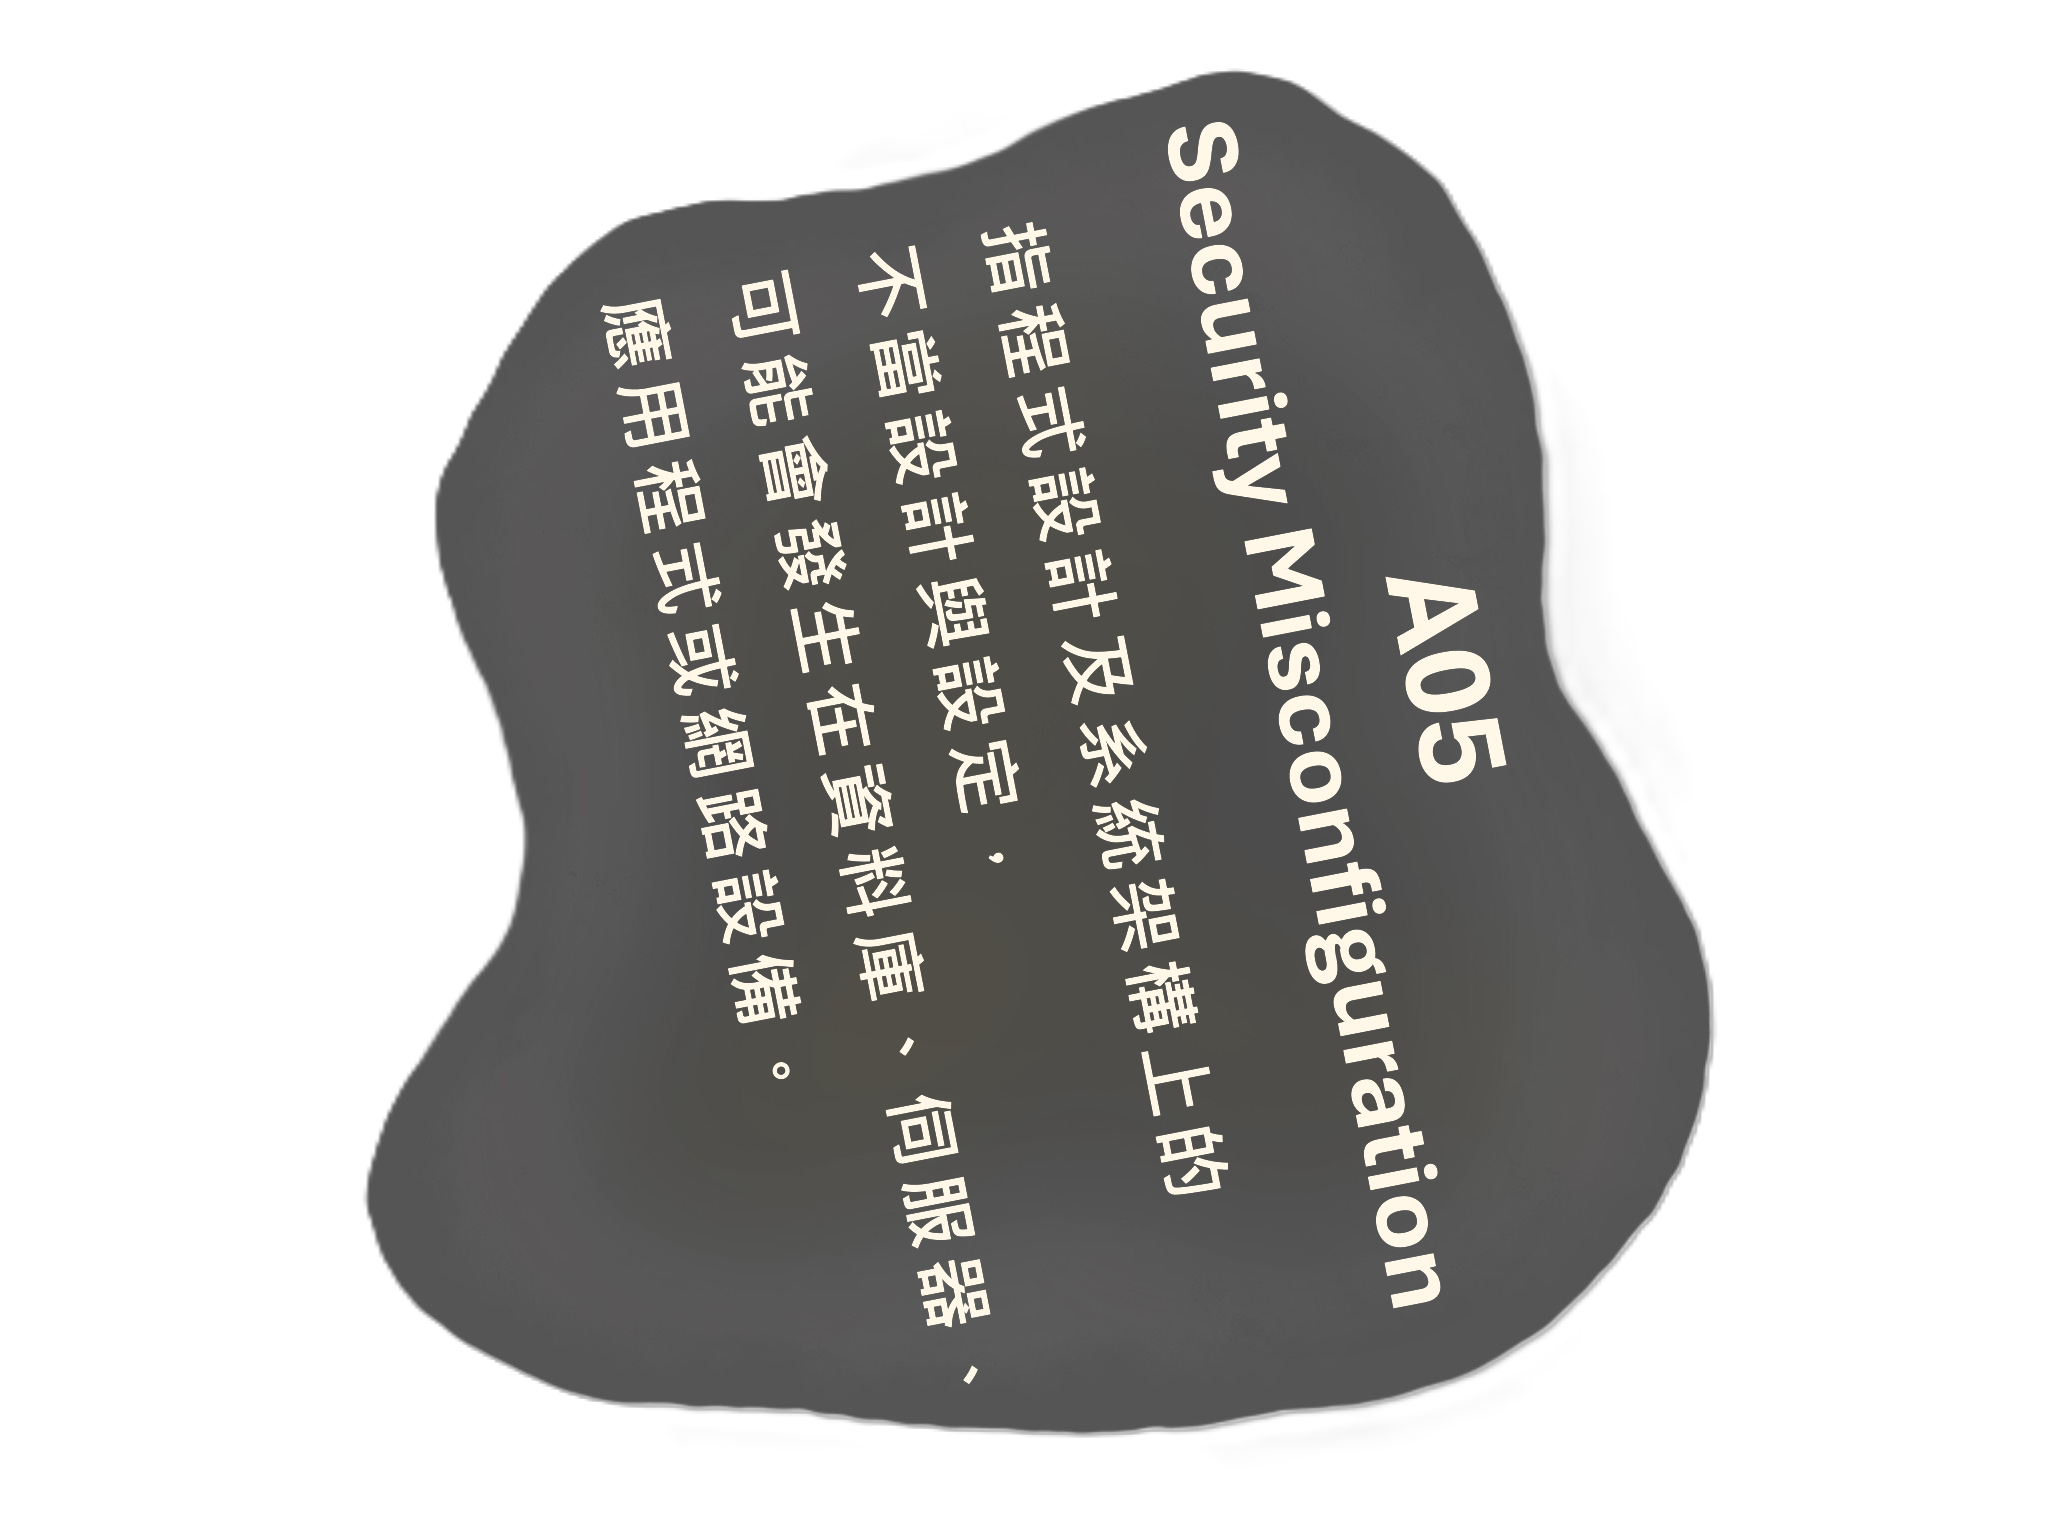 A05
Security Misconfiguration
指程式設計及系統架構上的
不當設計與設定，
可能會發生在資料庫、伺服器、
應用程式或網路設備。